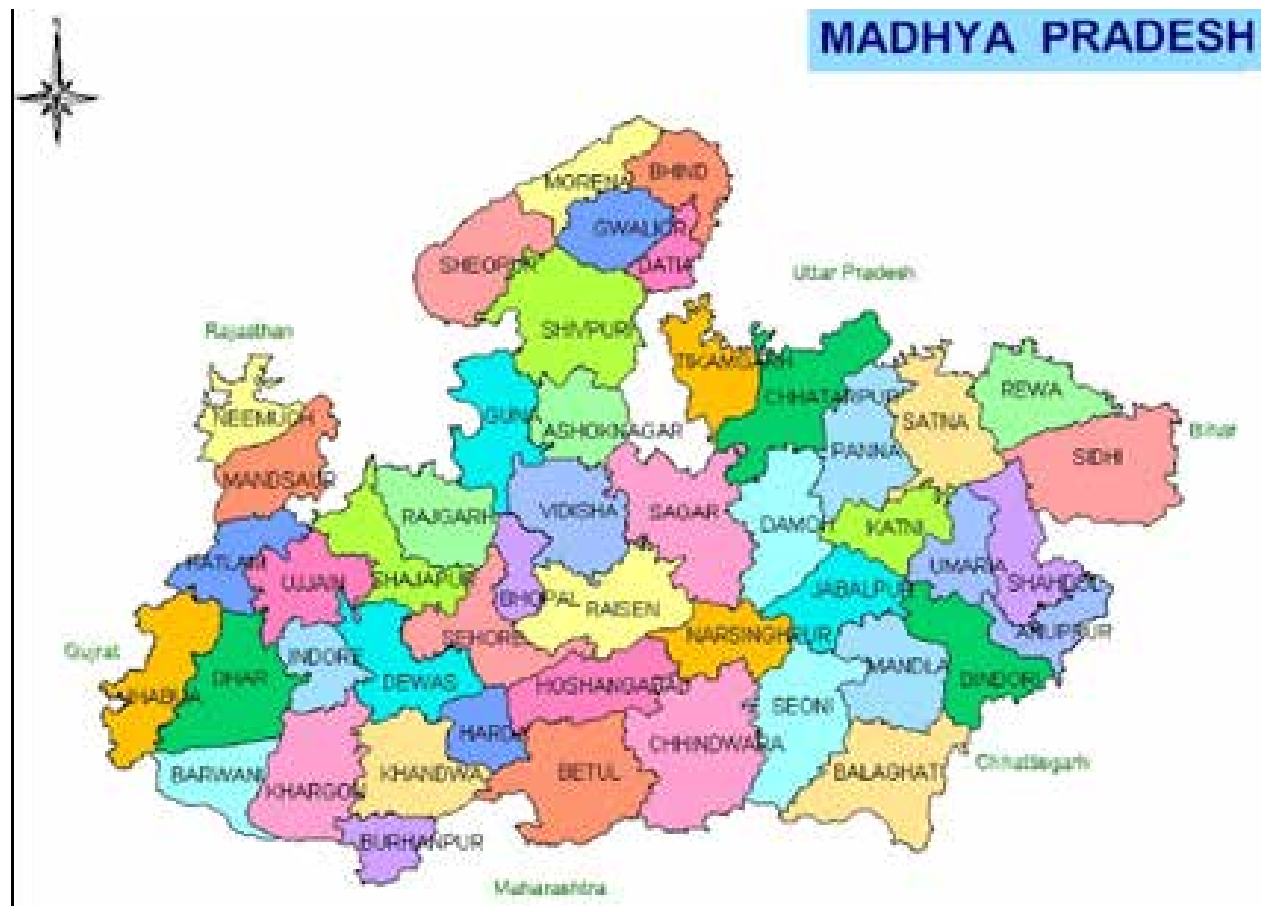 MADHYA PRADESH
MORENA
BHIND
GWALIOR
SHEOPUR
DATIA
Uttar Pradesh
SHIVPURI
Rajasthan
TIKAMGARH
CHHATARPUR
REWA
NEEMUCH
GUNA
ASHOKNAGAR
SATNA
Bihar
PANNA
SIDHI
MANDSAUR
RAJGARH
VIDISHA
SAGAR
DAMOH
KATNI
RATLAM
UJJAIN
SHAJAPUR
BHOPAL
RAISEN
JABALPUR
UMARIA
SHAHDOL
SEHORE
NARSINGHPUR
ANUPPUR
Gujrat
INDORE
DHAR
DEWAS
HOSHANGABAD
MANDLA
DINDORI
JHABUA
SEONI
HARDA
CHHINDWARA
BARWANI
KHANDWA
BETUL
BALAGHAT
Chhattisgarh
KHARGON
BURHANPUR
Maharashtra